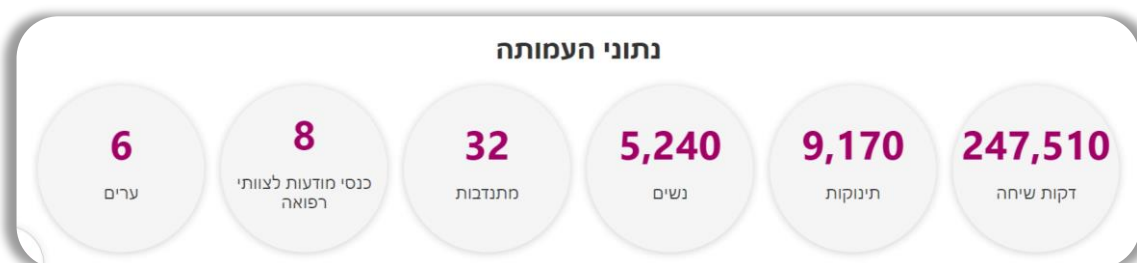 נתוני העמותה
247,510
דקות שיחה
9,170
תינוקות
5,240
נשים
32
מתנדבות
8
כנסי מודעות לצוותי
רפואה
6
ערים